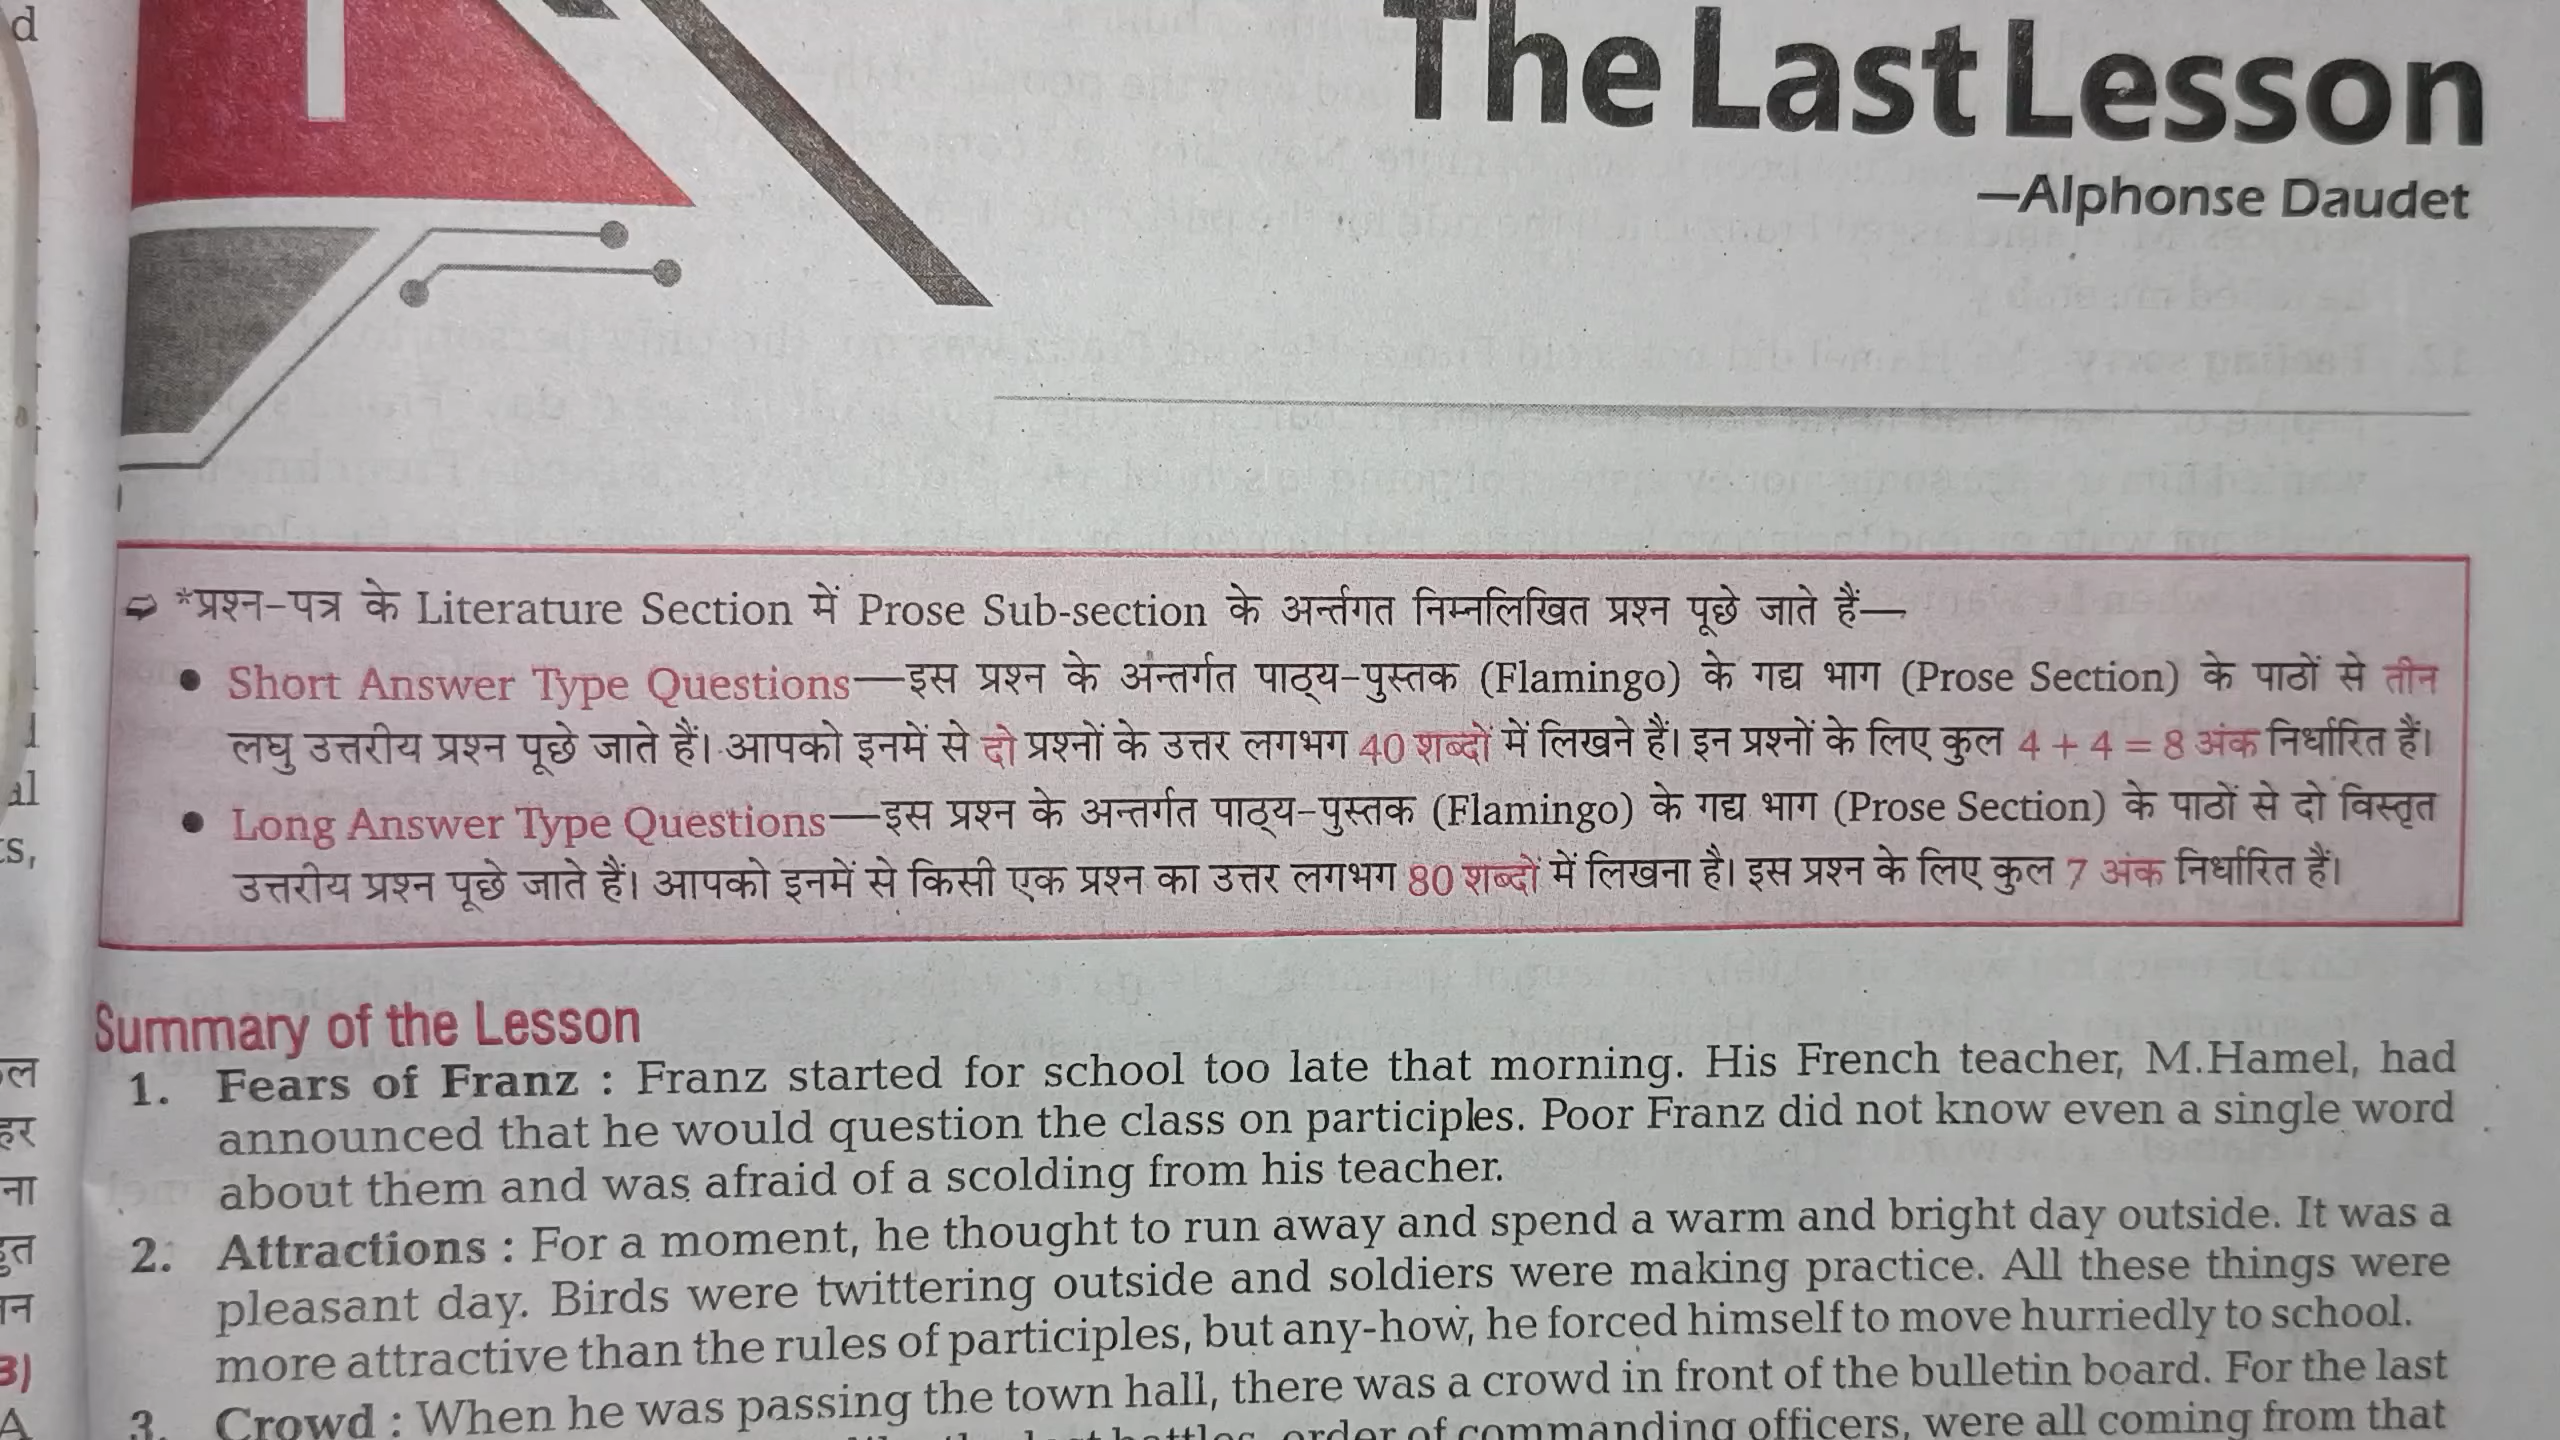 The Last Lesson
—Alphonse Daudet
*प्रश्न-पत्र के Literature Section में Prose Sub-section के अर्न्तगत निम्नलिखित प्रश्न पूछे जाते हैं—
• Short Answer Type Questions—इस प्रश्न के अंन्तर्गत पाठ्य-पुस्तक (Flamingo) के गद्य भाग (Prose Section) के पाठों से तीन
लघु उत्तरीय प्रश्न पूछे जाते हैं। आपको इनमें से दो प्रश्नों के उत्तर लगभग 40 शब्दों में लिखने हैं। इन प्रश्नों के लिए कुल 4 + 4 = 8 अंक निर्धारित हैं।
• Long Answer Type Questions—इस प्रश्न के अन्तर्गत पाठ्य-पुस्तक (Flamingo) के गद्य भाग (Prose Section) के पाठों से दो विस्तृत
उत्तरीय प्रश्न पूछे जाते हैं। आपको इनमें से किसी एक प्रश्न का उत्तर लगभग 80 शब्दों में लिखना है। इस प्रश्न के लिए कुल 7 अंक निर्धारित हैं।
Summary of the Lesson
1. Fears of Franz : Franz started for school too late that morning. His French teacher, M.Hamel, had
announced that he would question the class on participles. Poor Franz did not know even a single word
about them and was afraid of a scolding from his teacher.
2. Attractions : For a moment, he thought to run away and spend a warm and bright day outside. It was a
pleasant day. Birds were twittering outside and soldiers were making practice. All these things were
more attractive than the rules of participles, but any-how, he forced himself to move hurriedly to school.
3. Crowd : When he was passing the town hall, there was a crowd in front of the bulletin board. For the last
order of commanding officers, were all coming from that